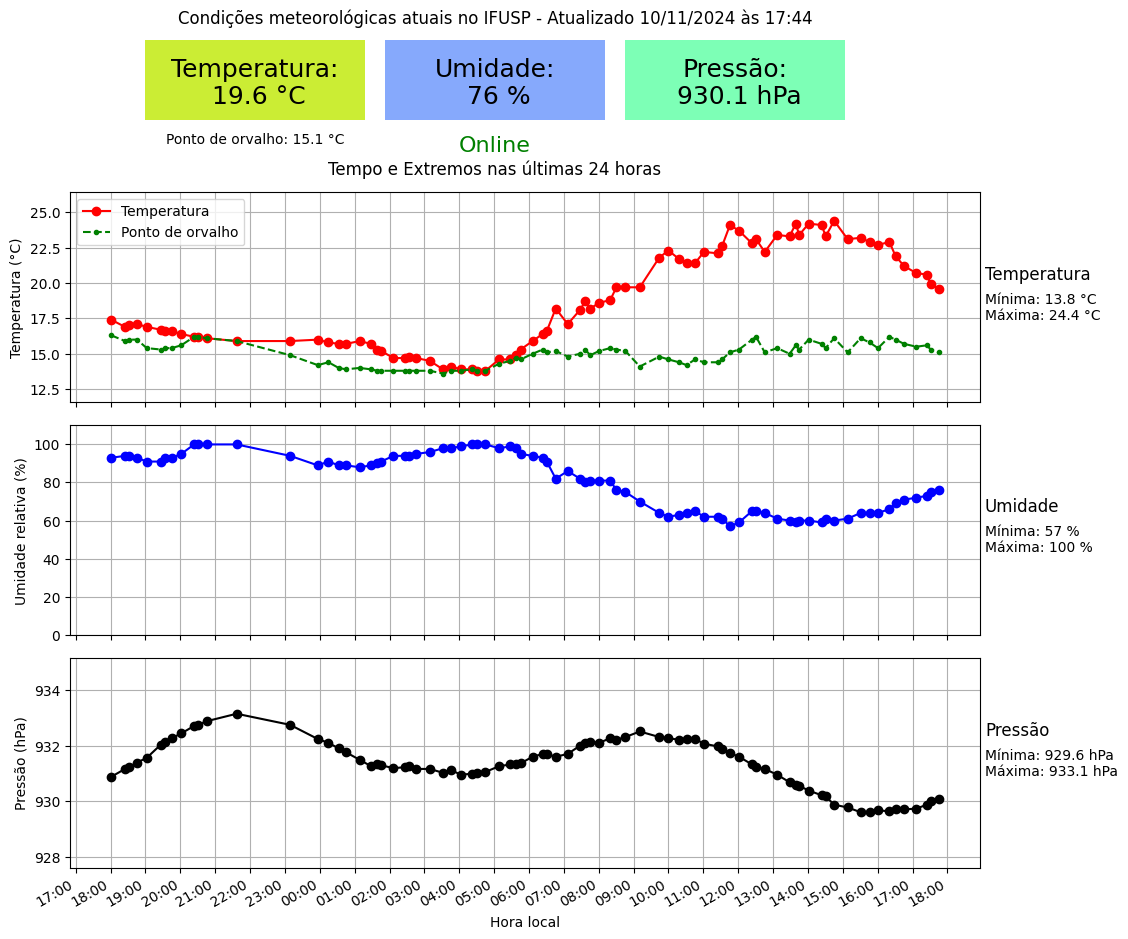 Condições meteorológicas atuais no IFUSP - Atualizado 10/11/2024 às 17:44
Temperatura:
19.6 °C
Umidade:
76 %
Pressão:
930.1 hPa
Ponto de orvalho: 15.1 °C
Online
Tempo e Extremos nas últimas 24 horas
Temperatura (°C)
25.0
22.5
20.0
17.5
15.0
12.5
Temperatura
Ponto de orvalho
Temperatura
Mínima: 13.8 °C
Máxima: 24.4 °C
Umidade relativa (%)
100
80
60
40
20
0
Umidade
Mínima: 57 %
Máxima: 100 %
Pressão (hPa)
934
932
930
928
Pressão
Mínima: 929.6 hPa
Máxima: 933.1 hPa
17:00 18:00 19:00 20:00 21:00 22:00 23:00 00:00 01:00 02:00 03:00 04:00 05:00 06:00 07:00 08:00 09:00 10:00 11:00 12:00 13:00 14:00 15:00 16:00 17:00 18:00
Hora local